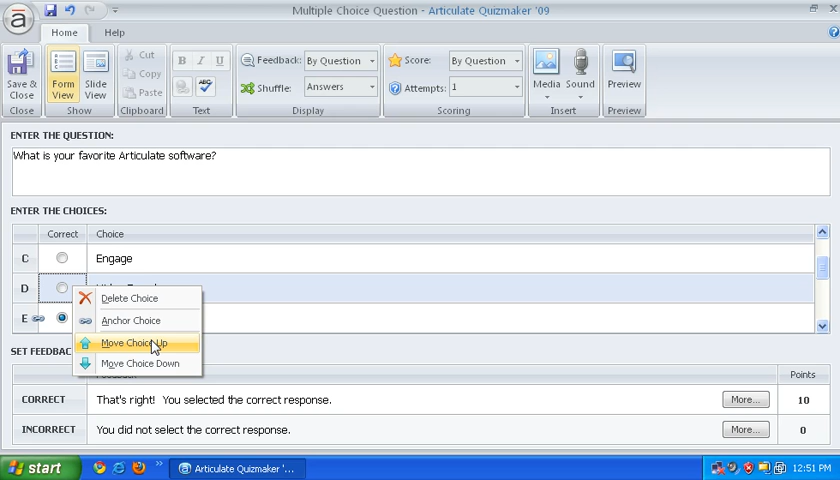 Multiple Choice Question - Articulate Quizmaker '09
Home Help
Save & Close
Form View
Slide View
Cut
Copy
Paste
B I U
ABC
Feedback: By Question
Shuffle: Answers
Score: By Question
Attempts: 1
Media
Sound
Preview
Close Show Clipboard Text Display Scoring Insert Preview
ENTER THE QUESTION:
What is your favorite Articulate software?
ENTER THE CHOICES:
Correct Choice
C Engage
D
E
Delete Choice
Anchor Choice
Move Choice Up
Move Choice Down
SET FEEDBAC
Points
CORRECT That's right! You selected the correct response. More... 10
INCORRECT You did not select the correct response. More... 0
start Articulate Quizmaker '... 12:51 PM